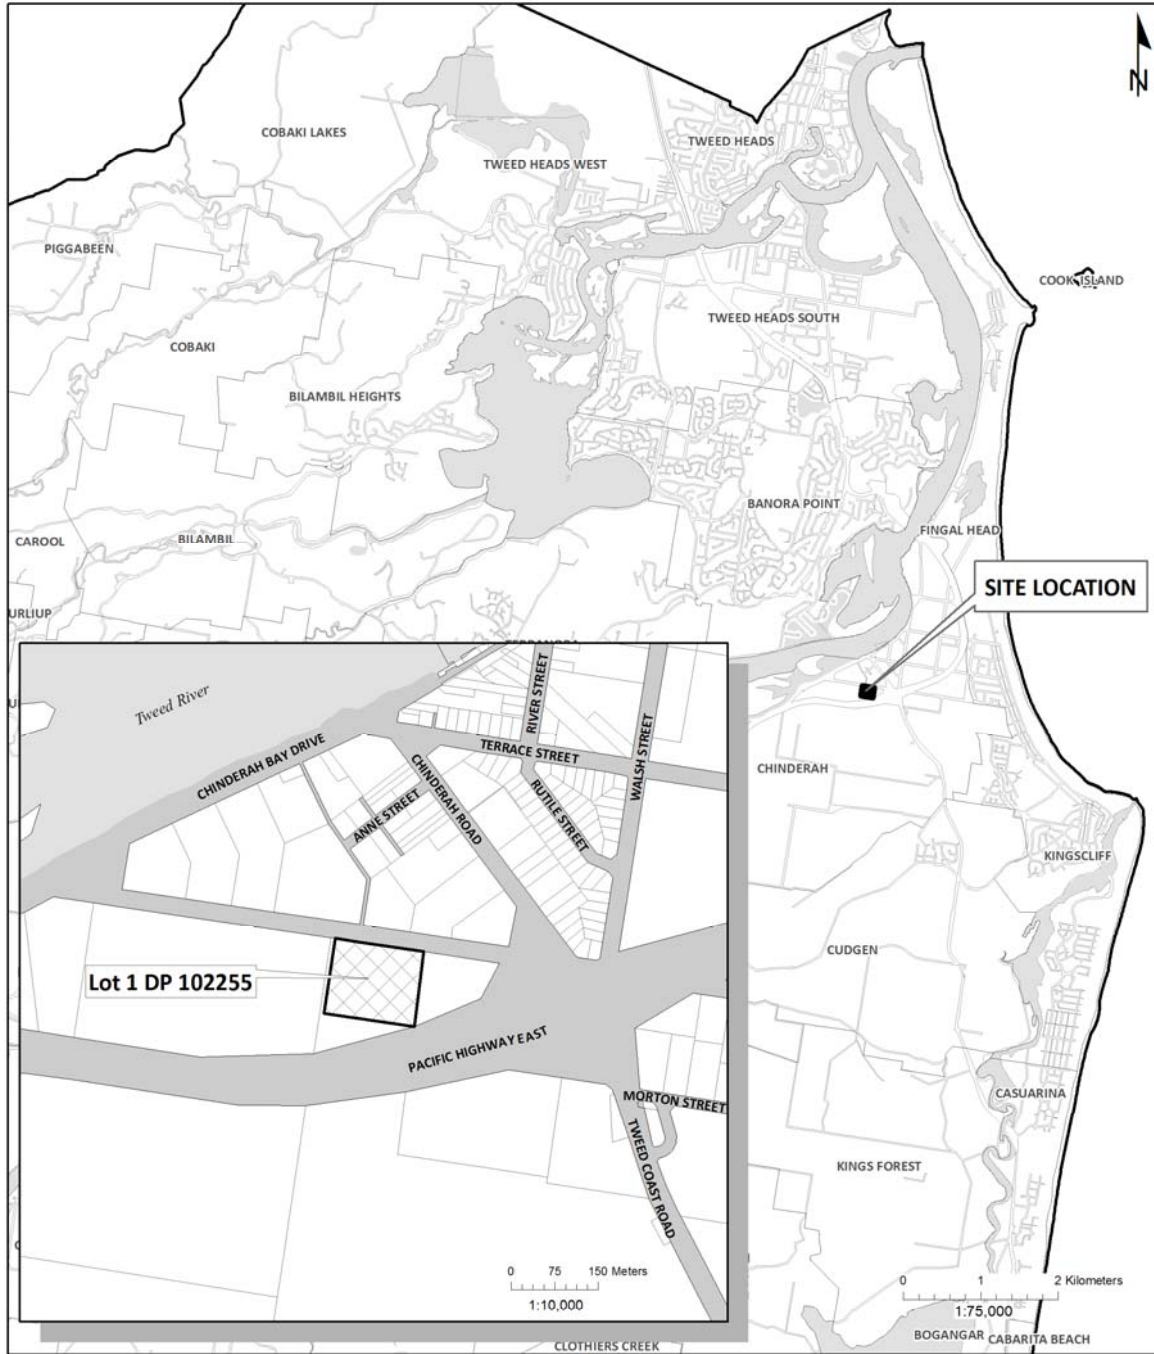 N
COBAKI LAKES
TWEED HEADS
TWEED HEADS WEST
PIGGABEEN
COOK ISLAND
TWEED HEADS SOUTH
COBAKI
BILAMBIL HEIGHTS
BANORA POINT
FINGAL HEAD
CAROOL
BILAMBIL
SITE LOCATION
URLIUP
CHINDERAH
KINGSCLIFF
CUDGEN
CASUARINA
KINGS FOREST
0 1 2 Kilometers
1:75,000
BOGANGAR
CABARITA BEACH
CLOTHIERS CREEK
Tweed River
RIVER STREET
WALSH STREET
TERRACE STREET
CHINDERAH BAY DRIVE
CHINDERAH ROAD
ANNE STREET
RUTILE STREET
Lot 1 DP 102255
PACIFIC HIGHWAY EAST
MORTON STREET
TWEED COAST ROAD
0 75 150 Meters
1:10,000